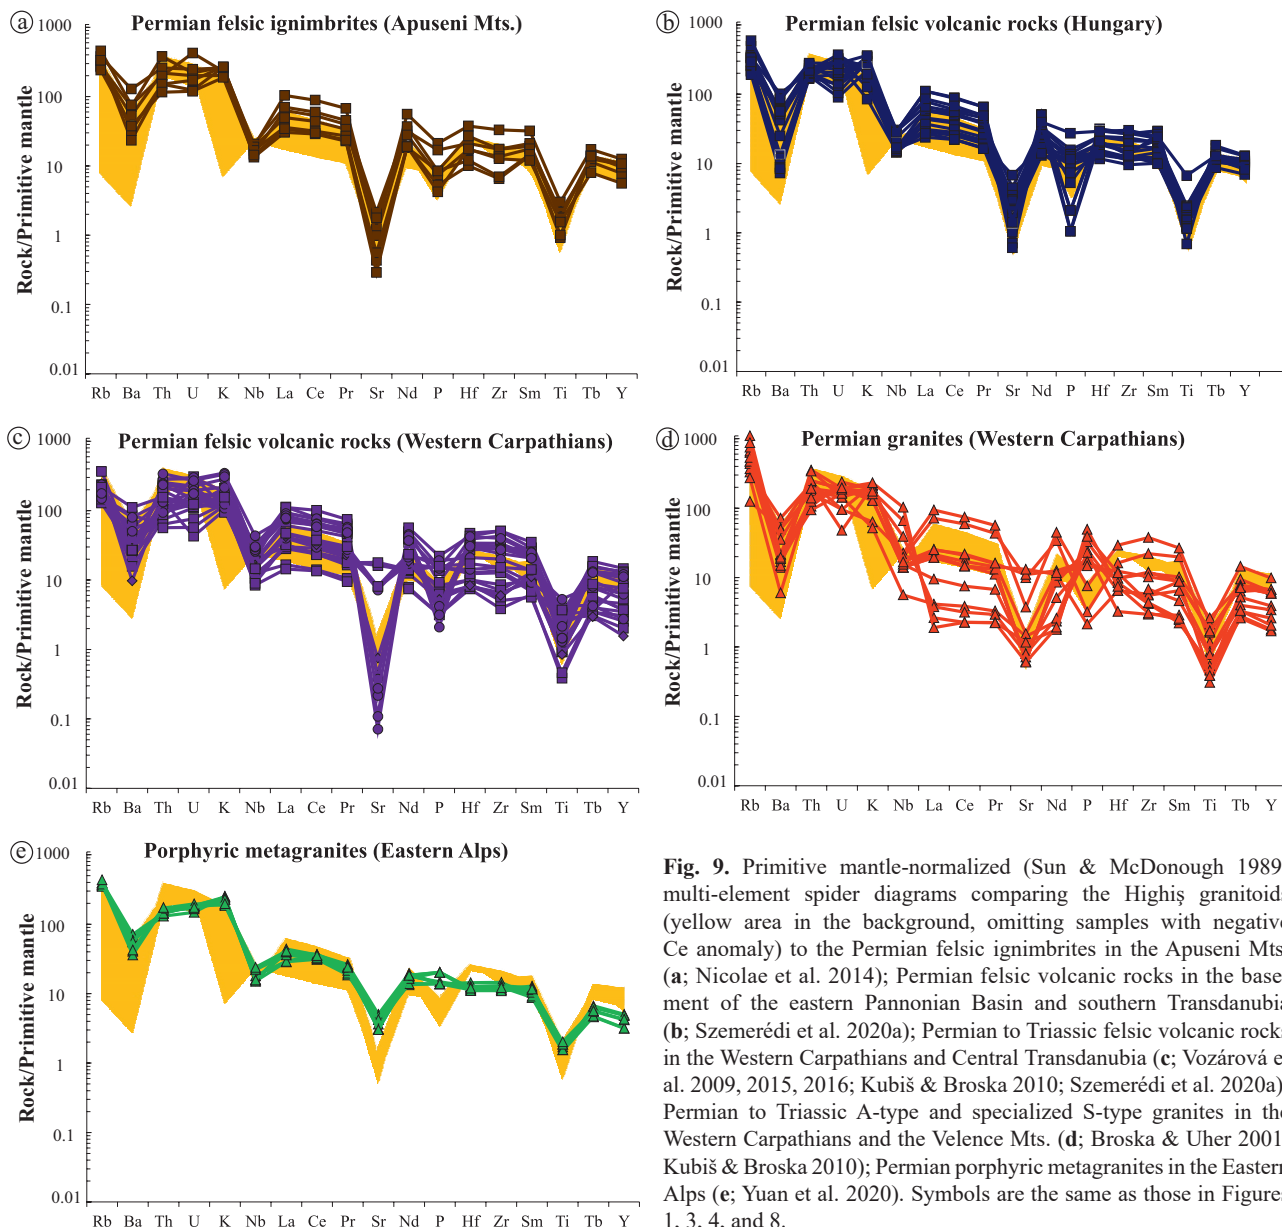 a Permian felsic ignimbrites (Apuseni Mts.)
Rock/Primitive mantle
1000
100
10
1
0.1
0.01
Rb Ba Th U K Nb La Ce Pr Sr Nd P Hf Zr Sm Ti Tb Y
b Permian felsic volcanic rocks (Hungary)
Rock/Primitive mantle
1000
100
10
1
0.1
0.01
Rb Ba Th U K Nb La Ce Pr Sr Nd P Hf Zr Sm Ti Tb Y
c Permian felsic volcanic rocks (Western Carpathians)
Rock/Primitive mantle
1000
100
10
1
0.1
0.01
Rb Ba Th U K Nb La Ce Pr Sr Nd P Hf Zr Sm Ti Tb Y
d Permian granites (Western Carpathians)
Rock/Primitive mantle
1000
100
10
1
0.1
0.01
Rb Ba Th U K Nb La Ce Pr Sr Nd P Hf Zr Sm Ti Tb Y
e Porphyric metagranites (Eastern Alps)
Rock/Primitive mantle
1000
100
10
1
0.1
0.01
Rb Ba Th U K Nb La Ce Pr Sr Nd P Hf Zr Sm Ti Tb Y
Fig. 9. Primitive mantle-normalized (Sun & McDonough 1989)
multi-element spider diagrams comparing the Highiş granitoids
(yellow area in the background, omitting samples with negative
Ce anomaly) to the Permian felsic ignimbrites in the Apuseni Mts.
(a; Nicolae et al. 2014); Permian felsic volcanic rocks in the base-
ment of the eastern Pannonian Basin and southern Transdanubia
(b; Szemerédi et al. 2020a); Permian to Triassic felsic volcanic rocks
in the Western Carpathians and Central Transdanubia (c; Vozárová et
al. 2009, 2015, 2016; Kubiš & Broska 2010; Szemerédi et al. 2020a);
Permian to Triassic A-type and specialized S-type granites in the
Western Carpathians and the Velence Mts. (d; Broska & Uher 2001;
Kubiš & Broska 2010); Permian porphyric metagranites in the Eastern
Alps (e; Yuan et al. 2020). Symbols are the same as those in Figures
1, 3, 4, and 8.